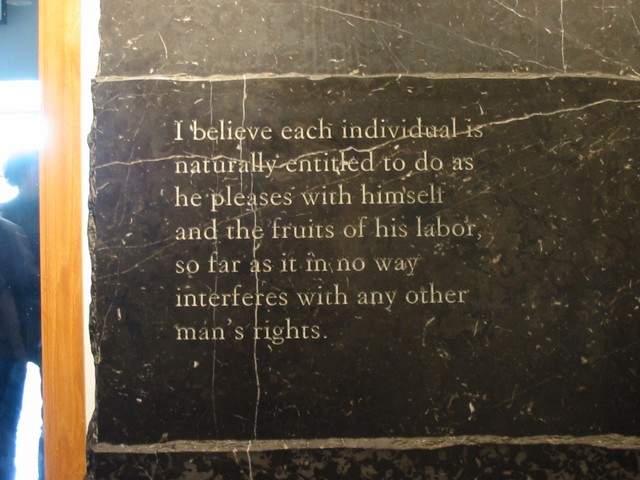 I believe each individual is
naturally entitled to do as
he pleases with himself
and the fruits of his labor,
so far as it in no way
interferes with any other
man's rights.